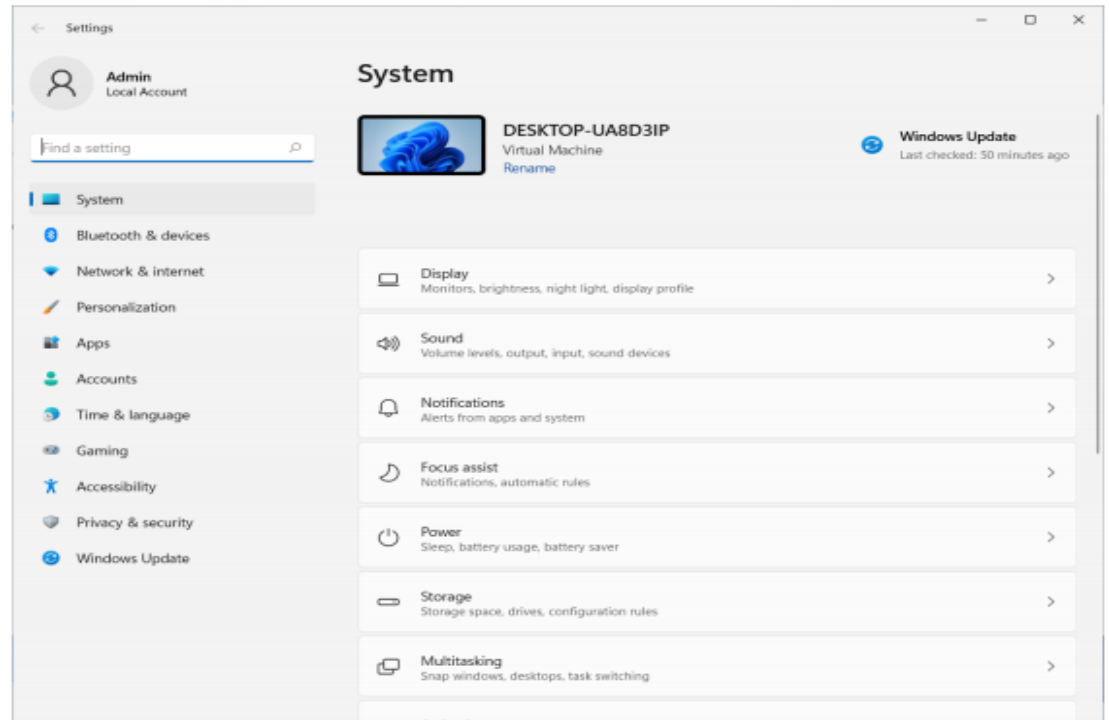 Settings
Admin
Local Account
Find a setting
System
Bluetooth & devices
Network & internet
Personalization
Apps
Accounts
Time & language
Gaming
Accessibility
Privacy & security
Windows Update
System
DESKTOP-UA8D3IP
Virtual Machine
Rename
Windows Update
Last checked: 50 minutes ago
Display
Monitors, brightness, night light, display profile
Sound
Volume levels, output, input, sound devices
Notifications
Alerts from apps and system
Focus assist
Notifications, automatic rules
Power
Sleep, battery usage, battery saver
Storage
Storage space, drives, configuration rules
Multitasking
Snap windows, desktops, task switching